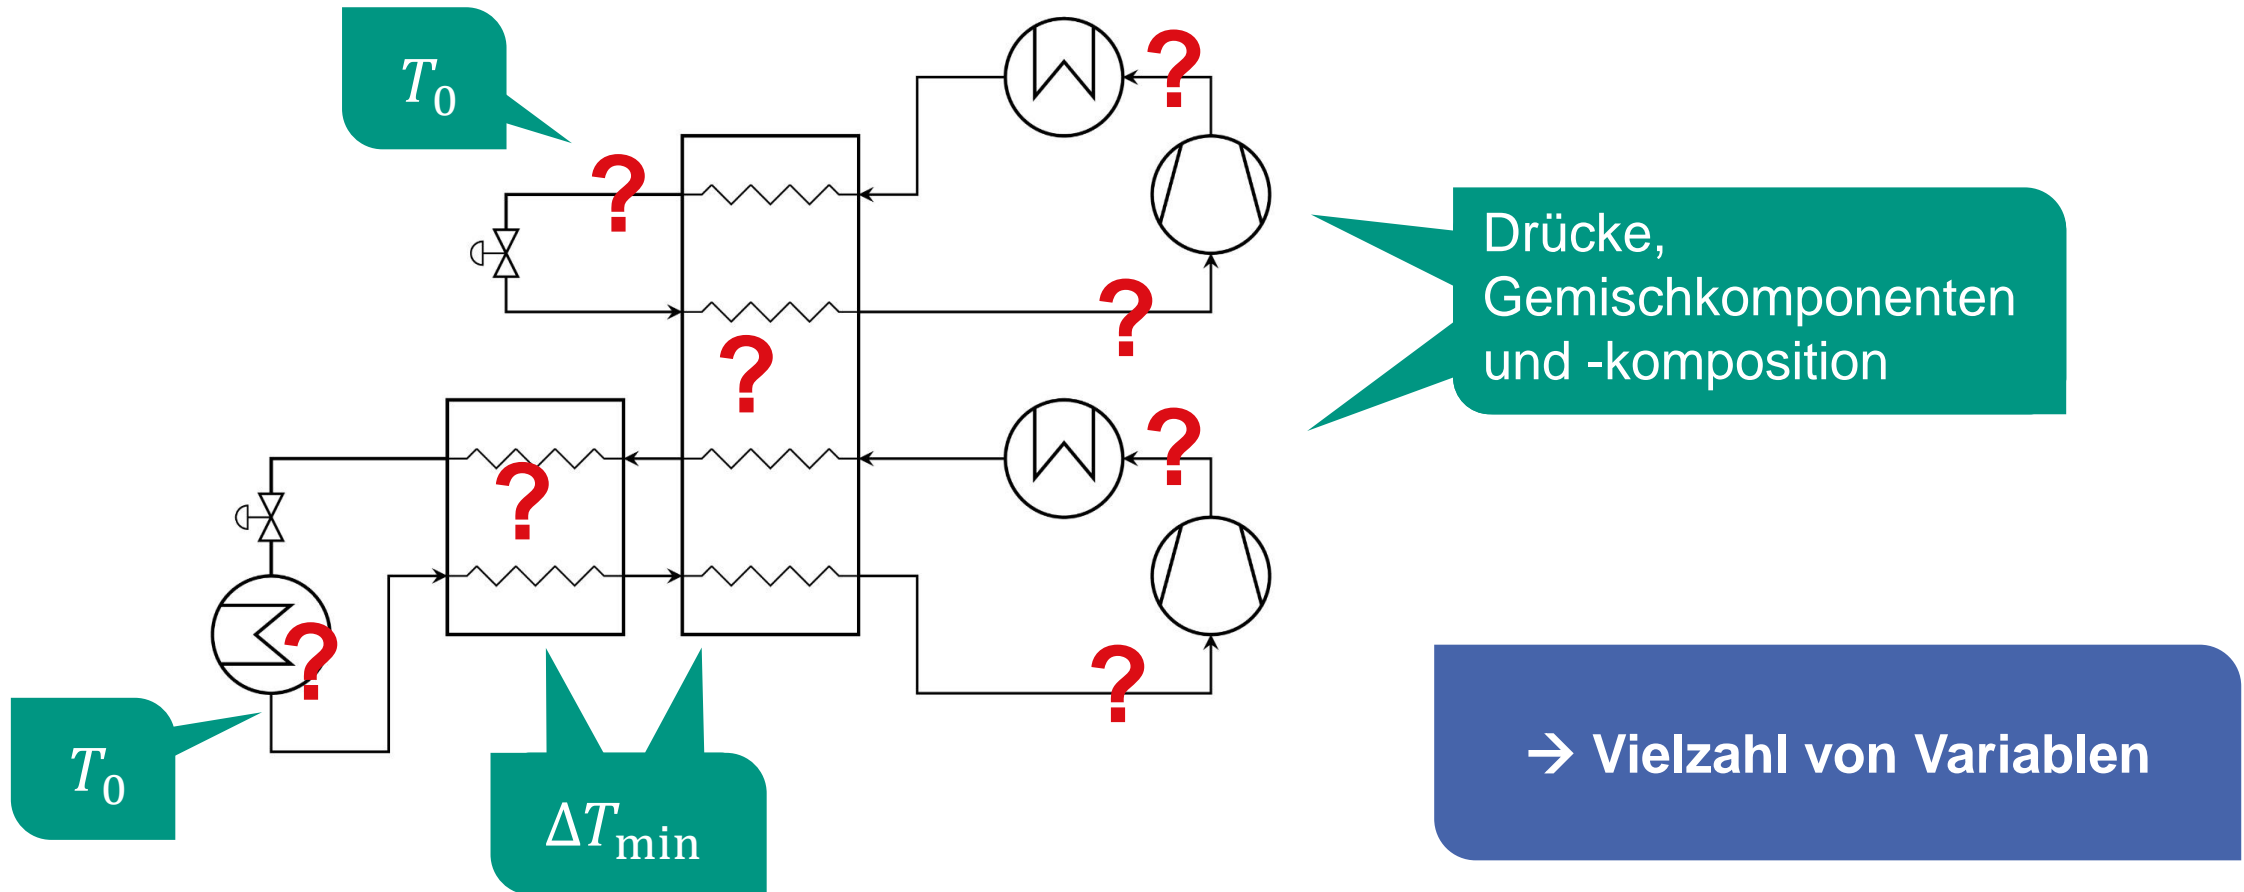 T₀
?
?
?
Drücke,
Gemischkomponenten
und -komposition
?
?
?
?
?
?
T₀
ΔTmin
→ Vielzahl von Variablen